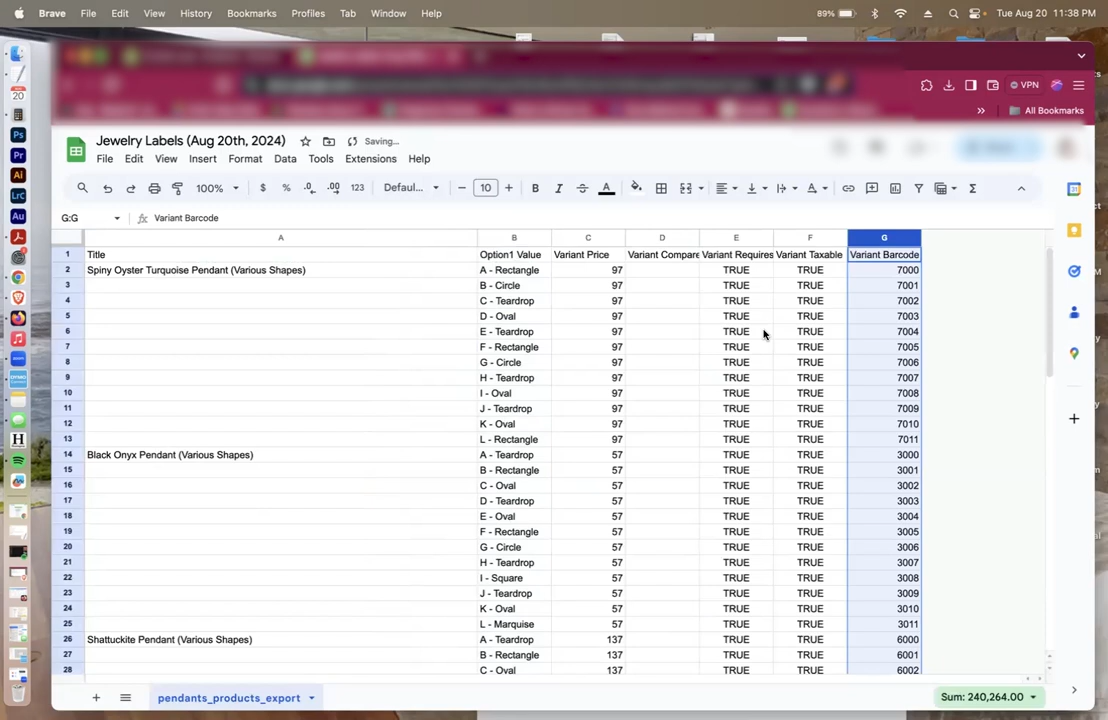 Brave File Edit View History Bookmarks Profiles Tab Window Help 89% Tue Aug 20 11:38 PM
VPN
» All Bookmarks
Jewelry Labels (Aug 20th, 2024) Saving...
File Edit View Insert Format Data Tools Extensions Help
100% $ % .0 .00 123 Defaul... − 10 + B I A Σ
G:G fx Variant Barcode
A B C D E F G
1 Title Option1 Value Variant Price Variant Compare Variant Requires Variant Taxable Variant Barcode
2 Spiny Oyster Turquoise Pendant (Various Shapes) A - Rectangle 97 TRUE TRUE 7000
3 B - Circle 97 TRUE TRUE 7001
4 C - Teardrop 97 TRUE TRUE 7002
5 D - Oval 97 TRUE TRUE 7003
6 E - Teardrop 97 TRUE TRUE 7004
7 F - Rectangle 97 TRUE TRUE 7005
8 G - Circle 97 TRUE TRUE 7006
9 H - Teardrop 97 TRUE TRUE 7007
10 I - Oval 97 TRUE TRUE 7008
11 J - Teardrop 97 TRUE TRUE 7009
12 K - Oval 97 TRUE TRUE 7010
13 L - Rectangle 97 TRUE TRUE 7011
14 Black Onyx Pendant (Various Shapes) A - Teardrop 57 TRUE TRUE 3000
15 B - Rectangle 57 TRUE TRUE 3001
16 C - Oval 57 TRUE TRUE 3002
17 D - Teardrop 57 TRUE TRUE 3003
18 E - Oval 57 TRUE TRUE 3004
19 F - Rectangle 57 TRUE TRUE 3005
20 G - Circle 57 TRUE TRUE 3006
21 H - Teardrop 57 TRUE TRUE 3007
22 I - Square 57 TRUE TRUE 3008
23 J - Teardrop 57 TRUE TRUE 3009
24 K - Oval 57 TRUE TRUE 3010
25 L - Marquise 57 TRUE TRUE 3011
26 Shattuckite Pendant (Various Shapes) A - Teardrop 137 TRUE TRUE 6000
27 B - Rectangle 137 TRUE TRUE 6001
28 C - Oval 137 TRUE TRUE 6002
pendants_products_export Sum: 240,264.00